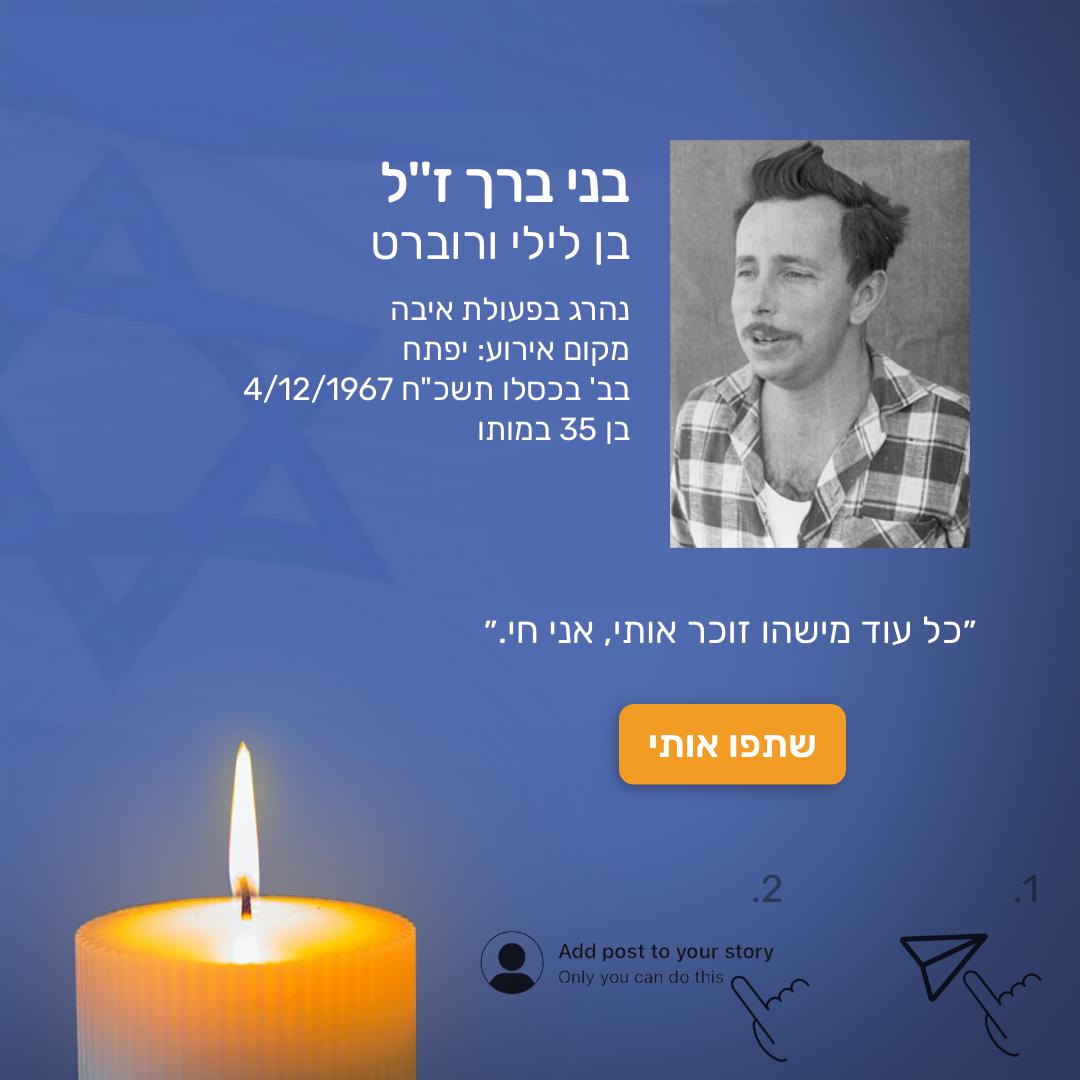 בני ברך ז"ל
בן לילי ורוברט
נהרג בפעולת איבה
מקום אירוע: יפתח
בב' בכסלו תשכ"ח 4/12/1967
בן 35 במותו
״כל עוד מישהו זוכר אותי, אני חי.״
שתפו אותי
1.
2.
Add post to your story
Only you can do this